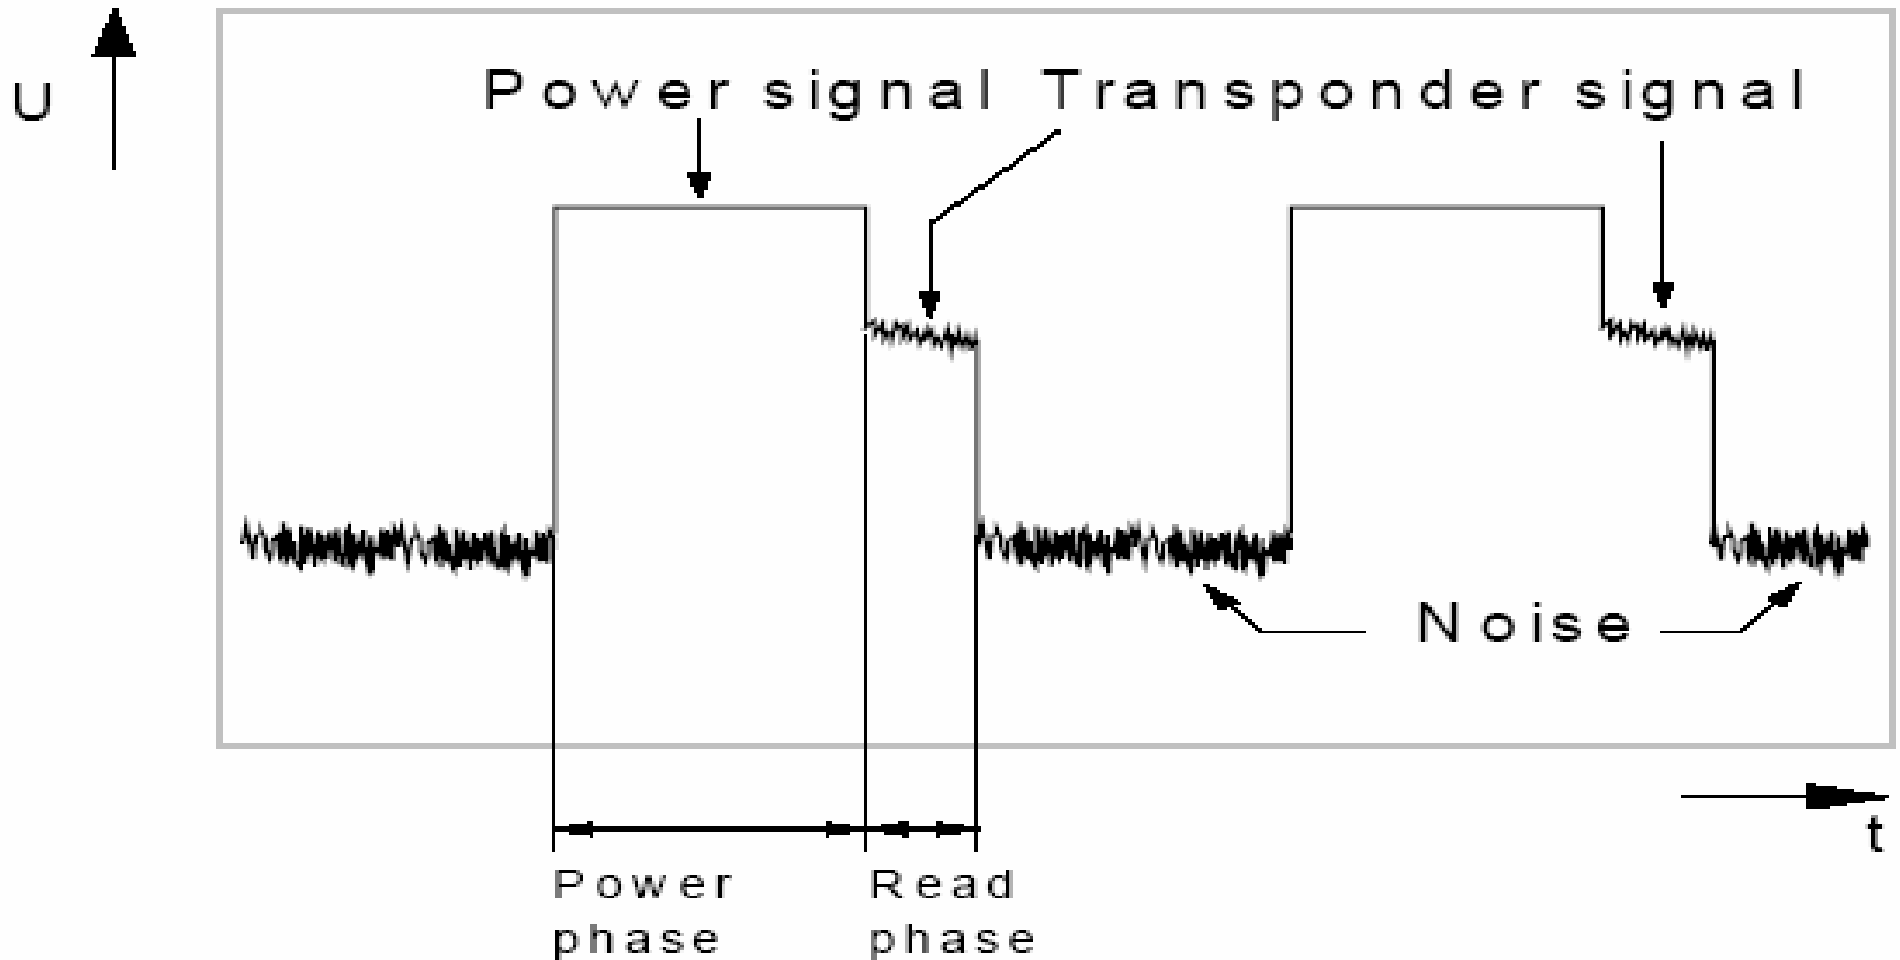 U
Power signal Transponder signal
Noise
t
Power phase
Read phase